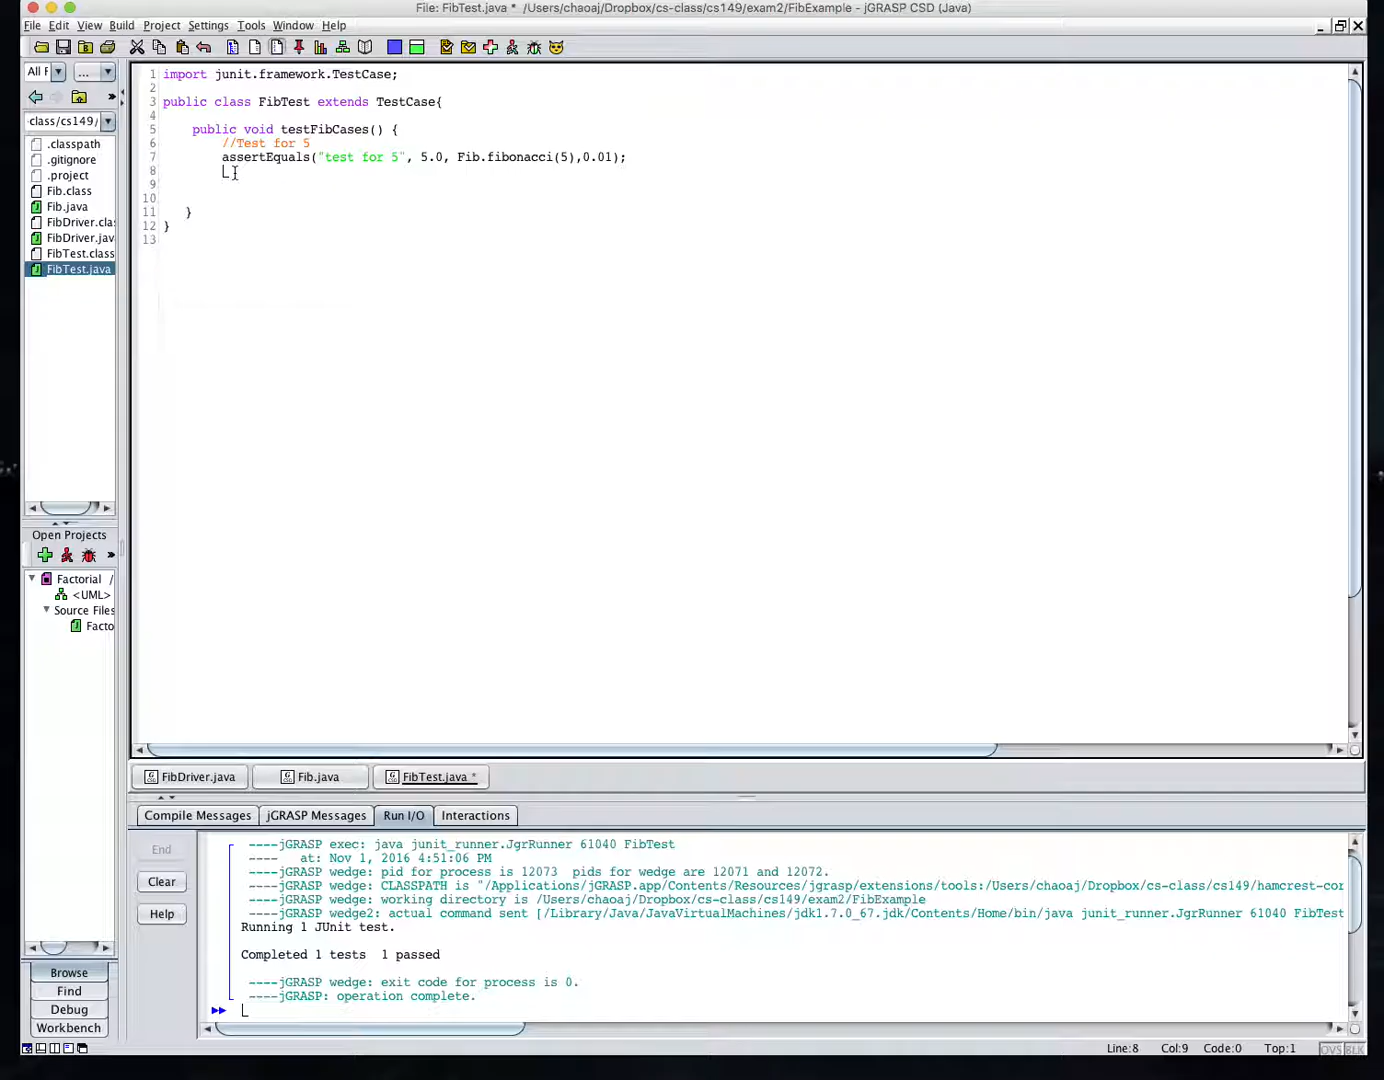 File: FibTest.java * /Users/chaoaj/Dropbox/cs-class/cs149/exam2/FibExample - jGRASP CSD (Java)
File Edit View Build Project Settings Tools Window Help
All F ...
class/cs149/
.classpath
.gitignore
.project
Fib.class
Fib.java
FibDriver.cla
FibDriver.jav
FibTest.class
FibTest.java
1 import junit.framework.TestCase;
2
3 public class FibTest extends TestCase{
4
5 public void testFibCases() {
6 //Test for 5
7 assertEquals("test for 5", 5.0, Fib.fibonacci(5),0.01);
8
9
10
11 }
12 }
13
Open Projects
Factorial /
<UML>
Source Files
Facto
Browse
Find
Debug
Workbench
FibDriver.java Fib.java FibTest.java *
Compile Messages jGRASP Messages Run I/O Interactions
End
Clear
Help
----jGRASP exec: java junit_runner.JgrRunner 61040 FibTest
---- at: Nov 1, 2016 4:51:06 PM
----jGRASP wedge: pid for process is 12073 pids for wedge are 12071 and 12072.
----jGRASP wedge: CLASSPATH is "/Applications/jGRASP.app/Contents/Resources/jgrasp/extensions/tools:/Users/chaoaj/Dropbox/cs-class/cs149/hamcrest-cor
----jGRASP wedge: working directory is /Users/chaoaj/Dropbox/cs-class/cs149/exam2/FibExample
----jGRASP wedge2: actual command sent [/Library/Java/JavaVirtualMachines/jdk1.7.0_67.jdk/Contents/Home/bin/java junit_runner.JgrRunner 61040 FibTest
Running 1 JUnit test.
Completed 1 tests 1 passed
----jGRASP wedge: exit code for process is 0.
----jGRASP: operation complete.
Line:8 Col:9 Code:0 Top:1 OVS BLK